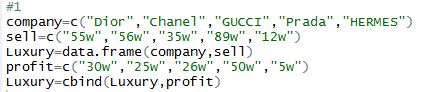 #1
company=c("Dior","Chanel","GUCCI","Prada","HERMES")
sell=c("55w","56w","35w","89w","12w")
Luxury=data.frame(company,sell)
profit=c("30w","25w","26w","50w","5w")
Luxury=cbind(Luxury,profit)